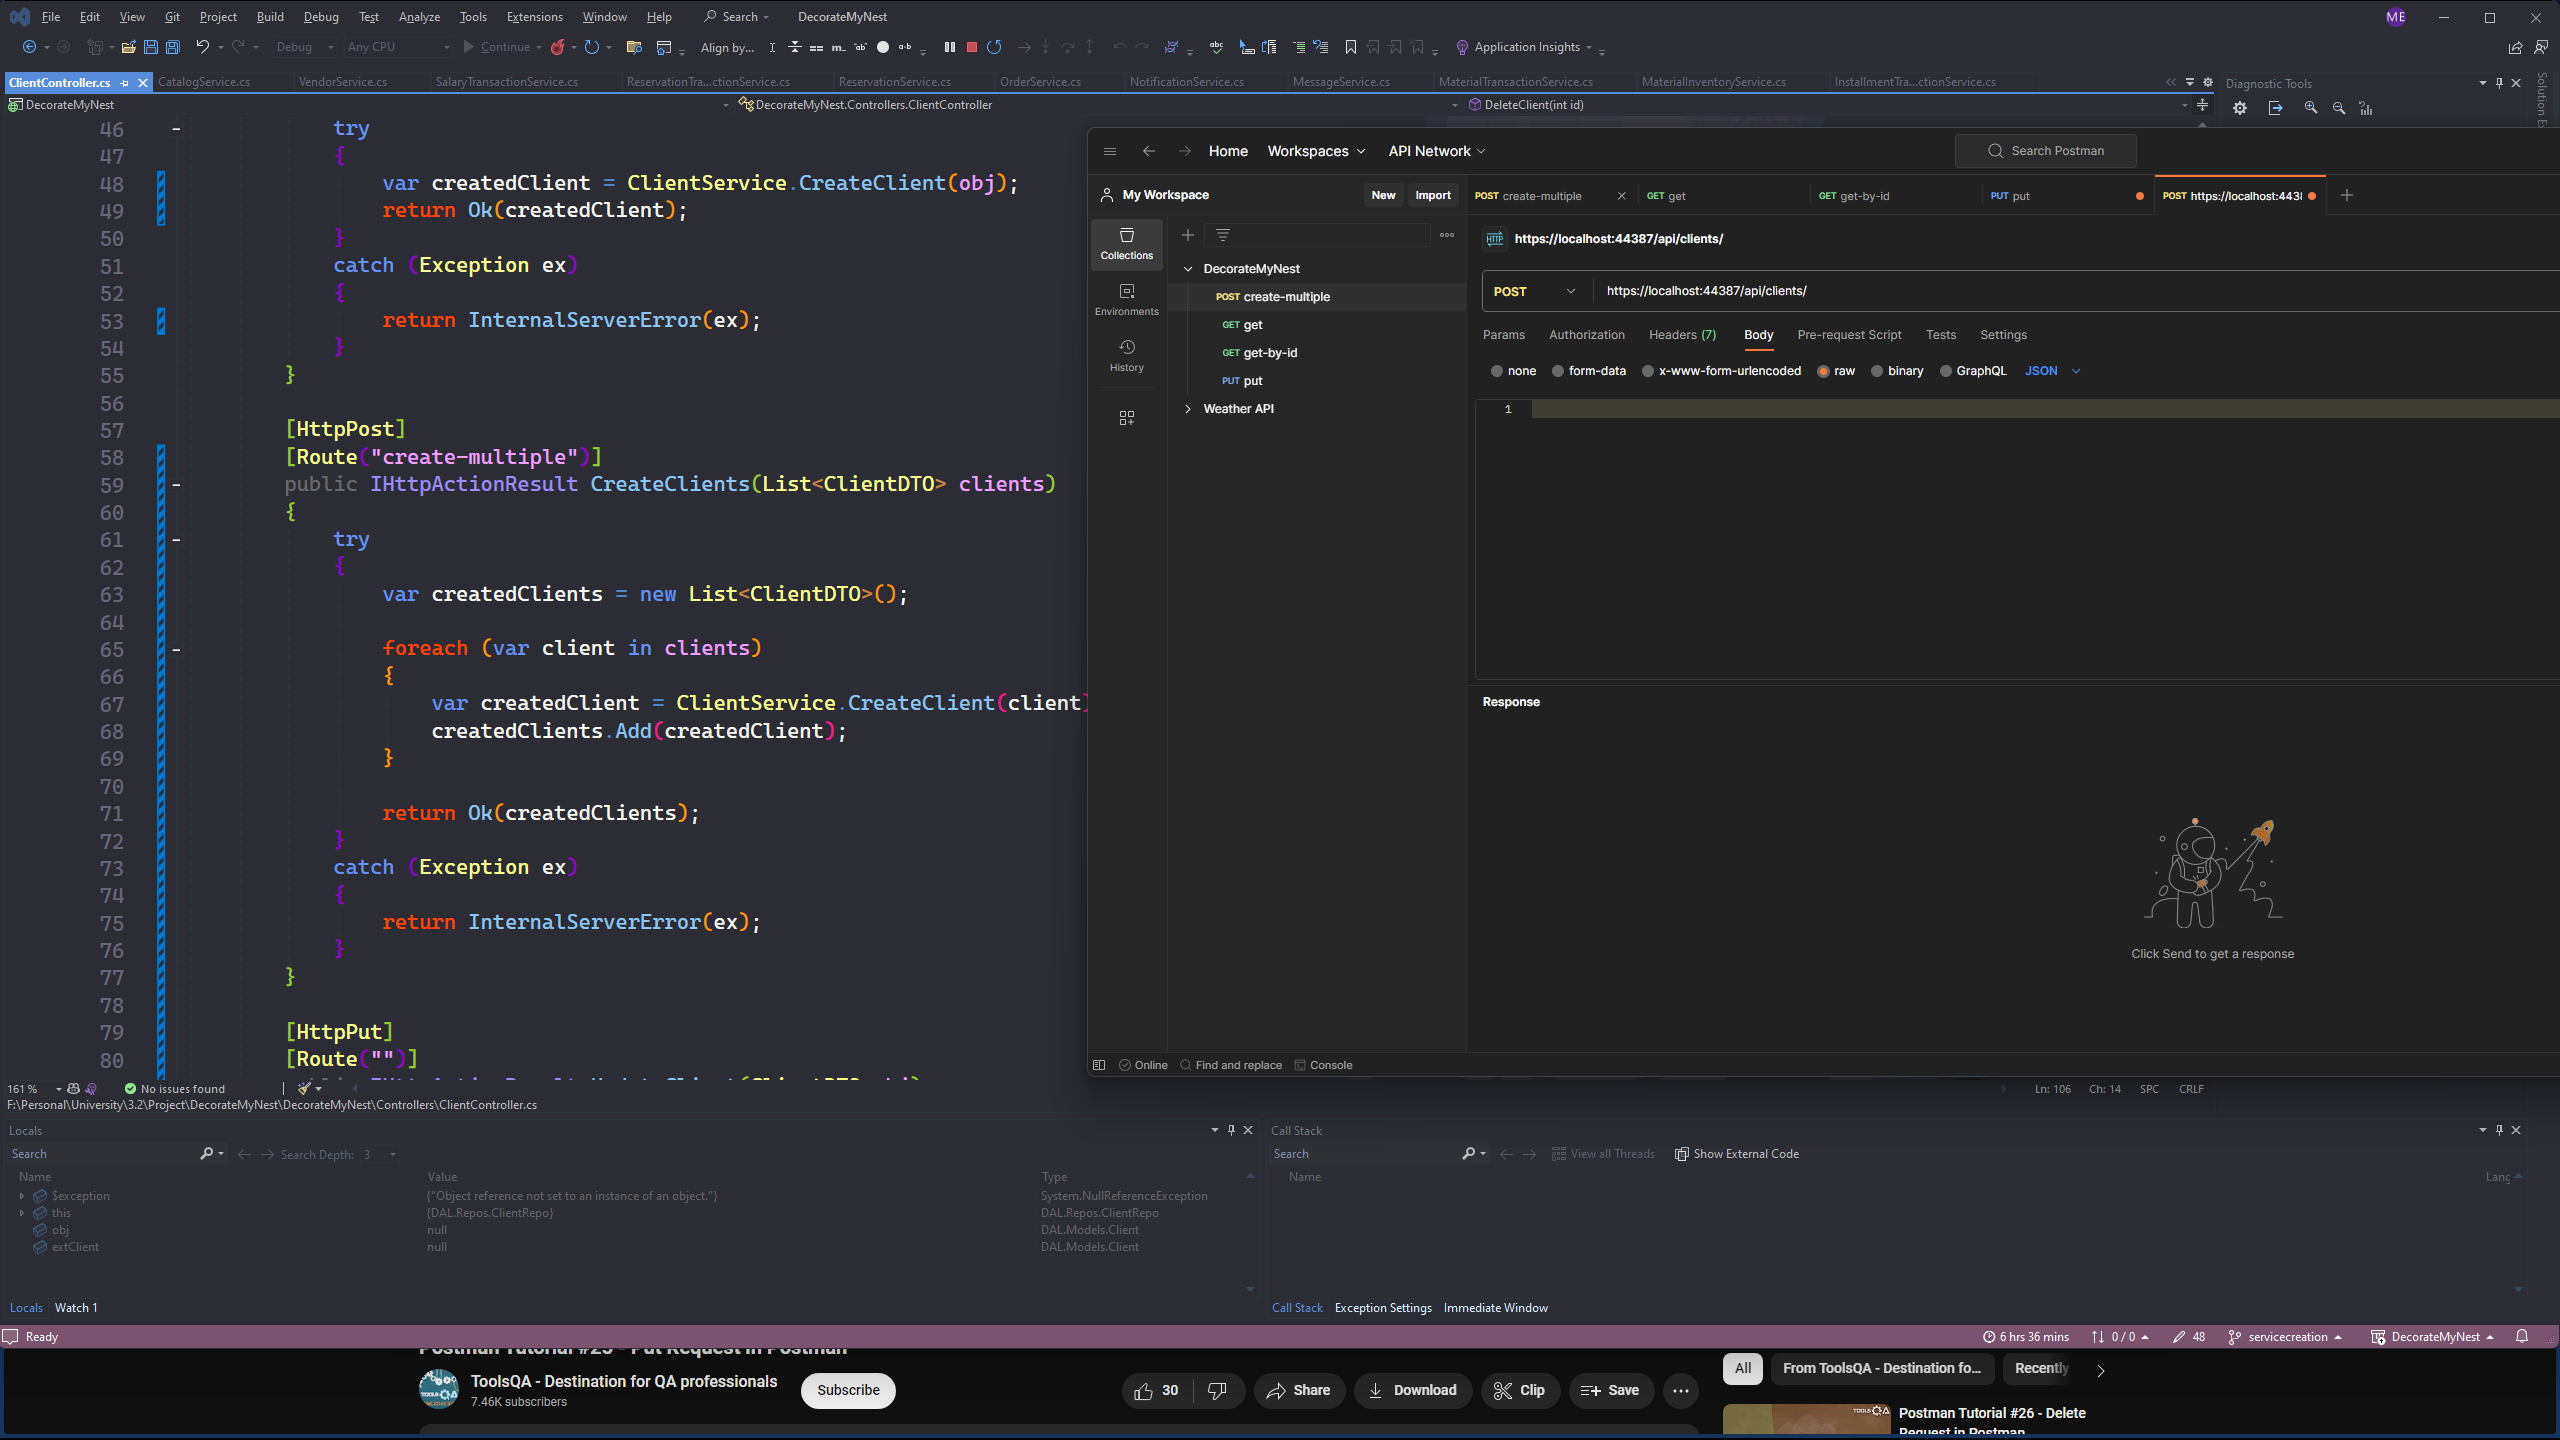 File Edit View Git Project Build Debug Test Analyze Tools Extensions Window Help Search DecorateMyNest ME
Debug Any CPU Continue Align by... Application Insights
ClientController.cs CatalogService.cs VendorService.cs SalaryTransactionService.cs ReservationTra...ctionService.cs ReservationService.cs OrderService.cs NotificationService.cs MessageService.cs MaterialTransactionService.cs MaterialInventoryService.cs InstallmentTra...ctionService.cs Diagnostic Tools
DecorateMyNest DecorateMyNest.Controllers.ClientController DeleteClient(int id)
46 try
47 {
48 var createdClient = ClientService.CreateClient(obj);
49 return Ok(createdClient);
50 }
51 catch (Exception ex)
52 {
53 return InternalServerError(ex);
54 }
55 }
56
57 [HttpPost]
58 [Route("create-multiple")]
59 public IHttpActionResult CreateClients(List<ClientDTO> clients)
60 {
61 try
62 {
63 var createdClients = new List<ClientDTO>();
64
65 foreach (var client in clients)
66 {
67 var createdClient = ClientService.CreateClient(client)
68 createdClients.Add(createdClient);
69 }
70
71 return Ok(createdClients);
72 }
73 catch (Exception ex)
74 {
75 return InternalServerError(ex);
76 }
77 }
78
79 [HttpPut]
80 [Route("")]
161 % No issues found Ln: 106 Ch: 14 SPC CRLF
F:\Personal\University\3.2\Project\DecorateMyNest\DecorateMyNest\Controllers\ClientController.cs
Home Workspaces API Network Search Postman
My Workspace New Import POST create-multiple GET get GET get-by-id PUT put POST https://localhost:443
Collections
Environments
History
DecorateMyNest
POST create-multiple
GET get
GET get-by-id
PUT put
Weather API
HTTP https://localhost:44387/api/clients/
POST https://localhost:44387/api/clients/
Params Authorization Headers (7) Body Pre-request Script Tests Settings
none form-data x-www-form-urlencoded raw binary GraphQL JSON
1
Response
Click Send to get a response
Online Find and replace Console
Locals
Search Search Depth: 3
Name Value Type
$exception {"Object reference not set to an instance of an object."} System.NullReferenceException
this {DAL.Repos.ClientRepo} DAL.Repos.ClientRepo
obj null DAL.Models.Client
extClient null DAL.Models.Client
Locals Watch 1
Call Stack
Search View all Threads Show External Code
Name Lang
Call Stack Exception Settings Immediate Window
Ready 6 hrs 36 mins 0 / 0 48 servicecreation DecorateMyNest
Postman Tutorial #25 - Put Request in Postman
ToolsQA - Destination for QA professionals
7.46K subscribers
Subscribe 30 Share Download Clip Save
All From ToolsQA - Destination fo... Recently
Postman Tutorial #26 - Delete
Request in Postman